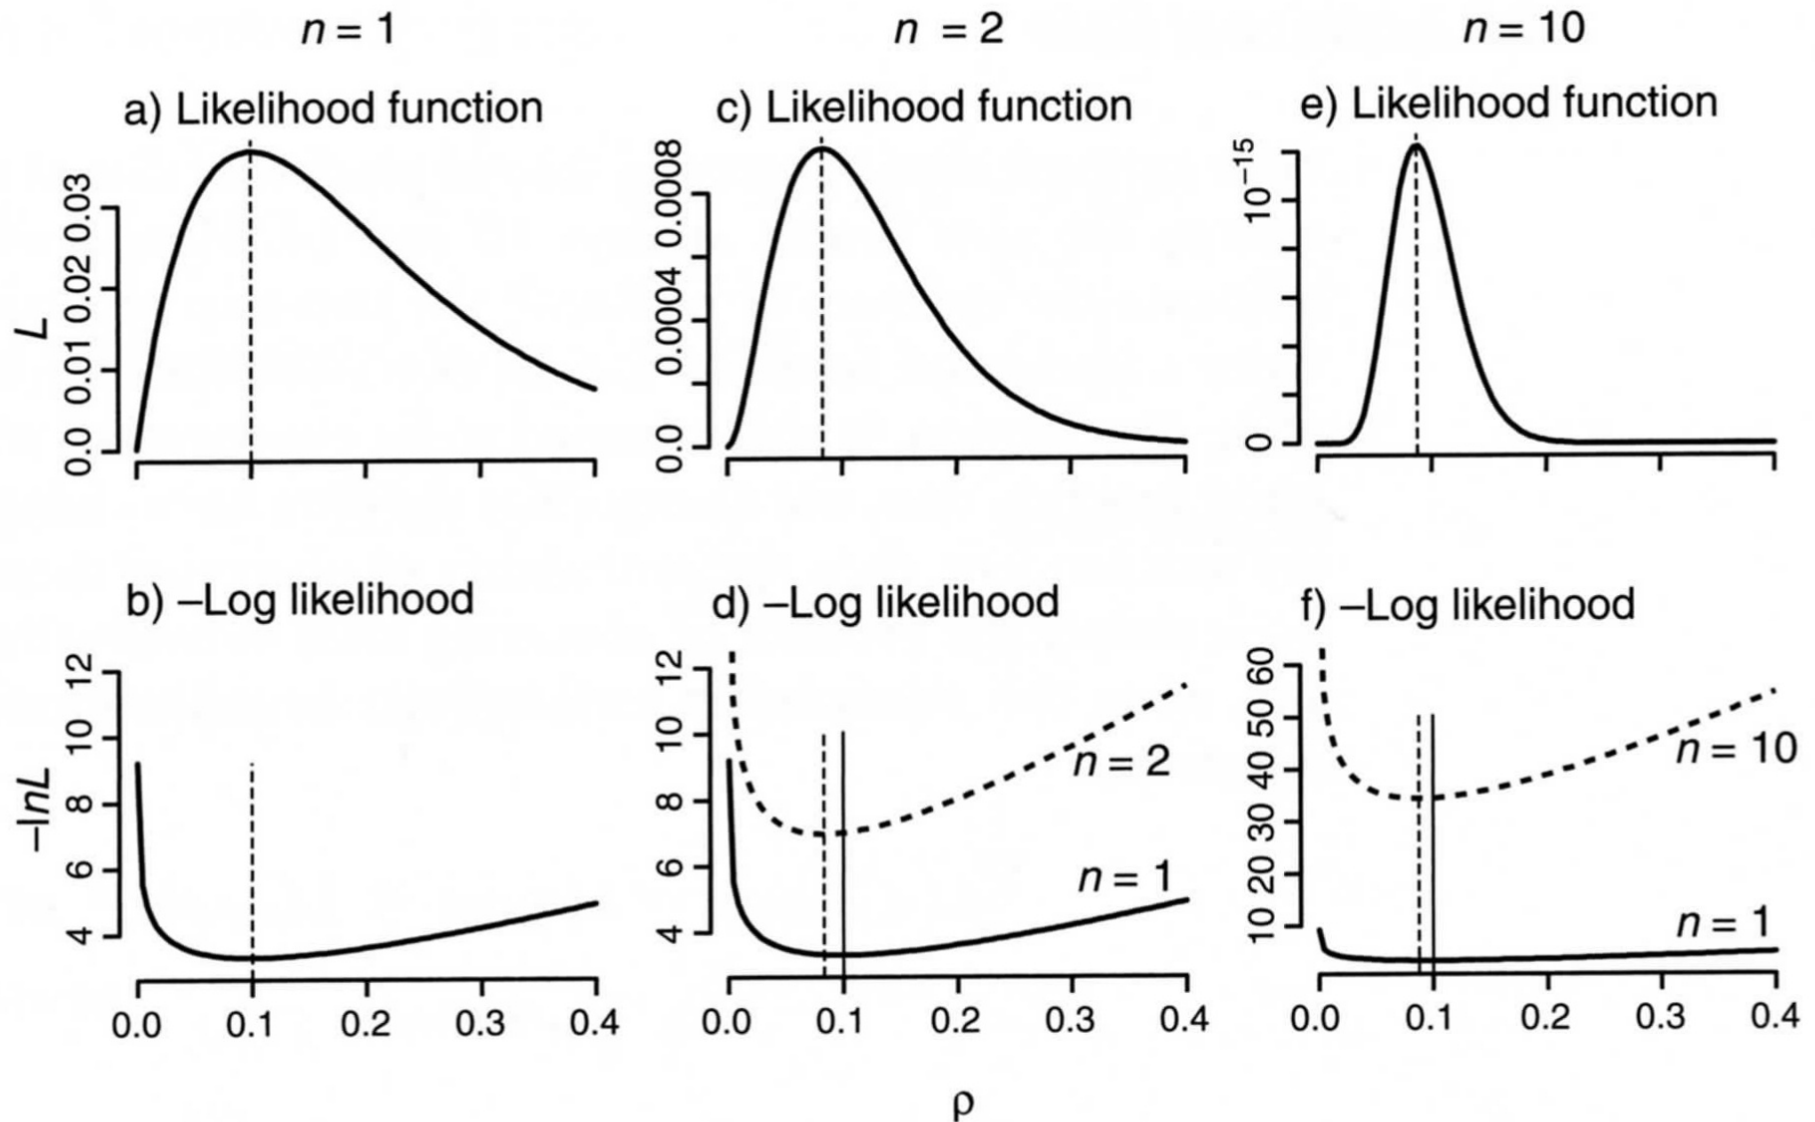 n = 1
n = 2
n = 10
a) Likelihood function
c) Likelihood function
e) Likelihood function
L
0.0 0.01 0.02 0.03
0.0 0.0004 0.0008
0 10⁻¹⁵
b) –Log likelihood
d) –Log likelihood
f) –Log likelihood
–lnL
4 6 8 10 12
4 6 8 10 12
10 20 30 40 50 60
n = 2
n = 1
n = 10
n = 1
0.0 0.1 0.2 0.3 0.4
0.0 0.1 0.2 0.3 0.4
0.0 0.1 0.2 0.3 0.4
ρ